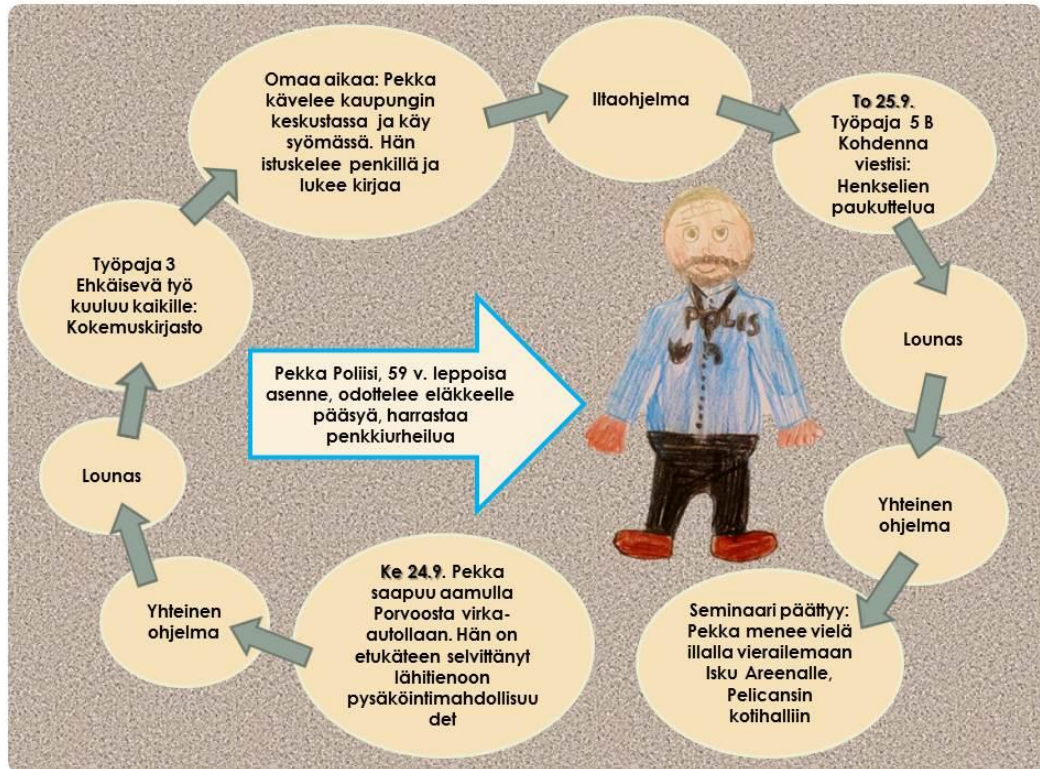 Ke 24.9. Pekka
saapuu aamulla
Porvoosta virka-
autollaan. Hän on
etukäteen selvittänyt
lähitienoon
pysäköintimahdollisuu
det
Yhteinen
ohjelma
Lounas
Työpaja 3
Ehkäisevä työ
kuuluu kaikille:
Kokemuskirjasto
Omaa aikaa: Pekka
kävelee kaupungin
keskustassa ja käy
syömässä. Hän
istuskelee penkillä ja
lukee kirjaa
Iltaohjelma
To 25.9.
Työpaja 5 B
Kohdenna
viestisi:
Henkselien
paukuttelua
Lounas
Yhteinen
ohjelma
Seminaari päättyy:
Pekka menee vielä
illalla vierailemaan
Isku Areenalle,
Pelicansin
kotihalliin
Pekka Poliisi, 59 v. leppoisa
asenne, odottelee eläkkeelle
pääsyä, harrastaa
penkkiurheilua
POLIS